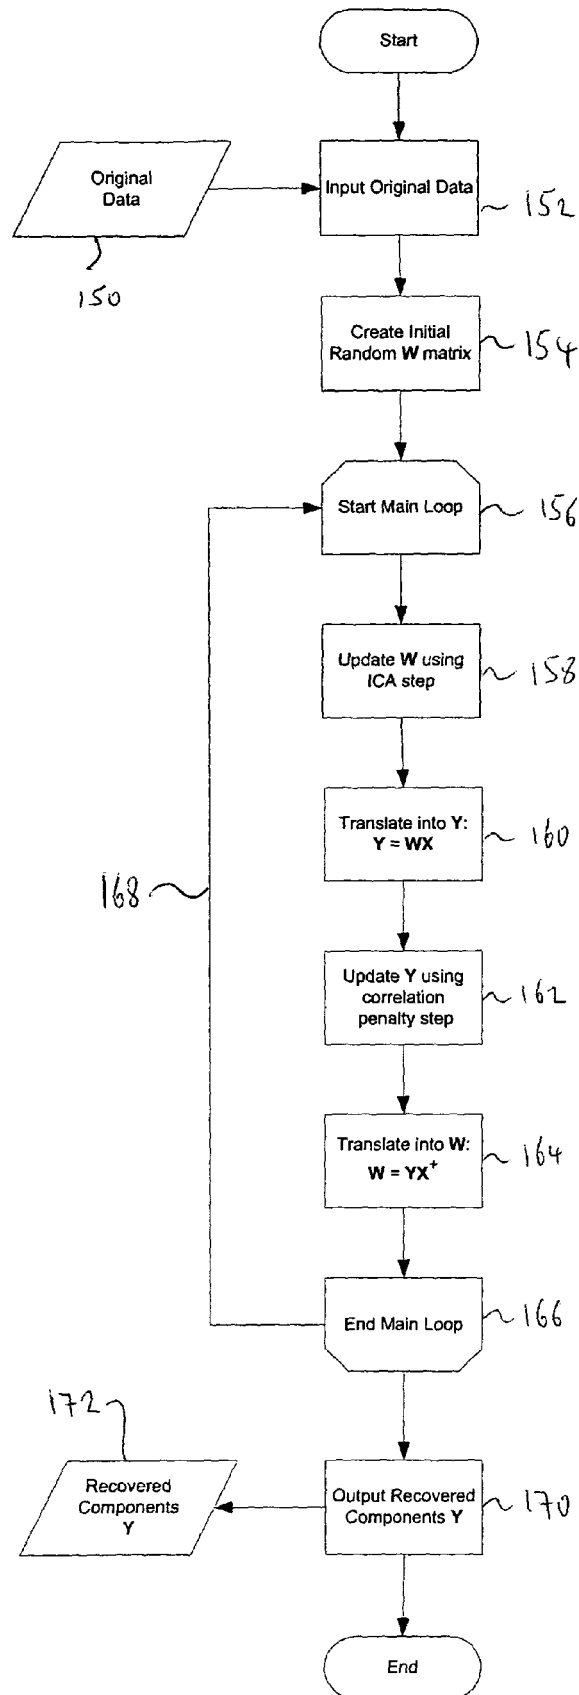 Start
Original
Data
150
Input Original Data
152
Create Initial
Random W matrix
154
Start Main Loop
156
Update W using
ICA step
158
Translate into Y:
Y = WX
160
168
Update Y using
correlation
penalty step
162
Translate into W:
W = YX⁺
164
End Main Loop
166
172
Recovered
Components
Y
Output Recovered
Components Y
170
End